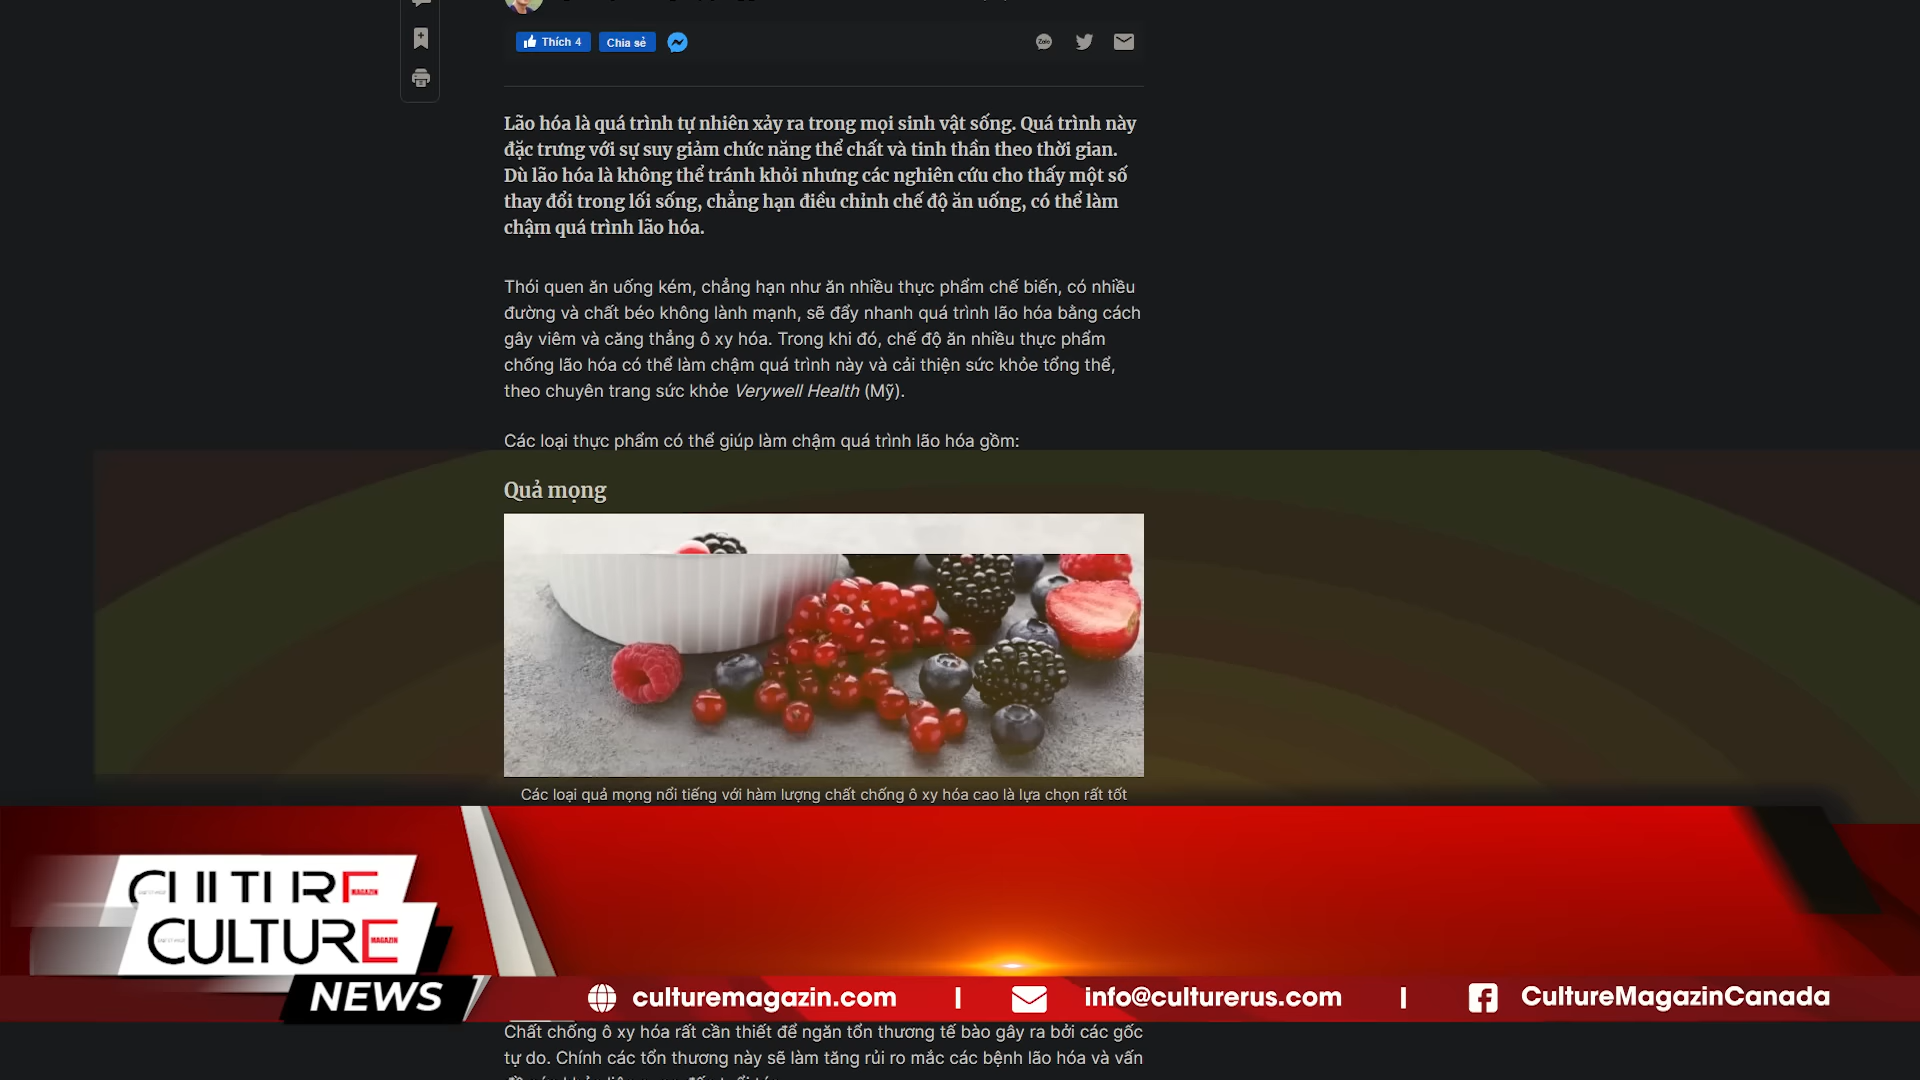 Thích 4
Chia sẻ
Zalo
Lão hóa là quá trình tự nhiên xảy ra trong mọi sinh vật sống. Quá trình này
đặc trưng với sự suy giảm chức năng thể chất và tinh thần theo thời gian.
Dù lão hóa là không thể tránh khỏi nhưng các nghiên cứu cho thấy một số
thay đổi trong lối sống, chẳng hạn điều chỉnh chế độ ăn uống, có thể làm
chậm quá trình lão hóa.
Thói quen ăn uống kém, chẳng hạn như ăn nhiều thực phẩm chế biến, có nhiều
đường và chất béo không lành mạnh, sẽ đẩy nhanh quá trình lão hóa bằng cách
gây viêm và căng thẳng ô xy hóa. Trong khi đó, chế độ ăn nhiều thực phẩm
chống lão hóa có thể làm chậm quá trình này và cải thiện sức khỏe tổng thể,
theo chuyên trang sức khỏe Verywell Health (Mỹ).
Các loại thực phẩm có thể giúp làm chậm quá trình lão hóa gồm:
Quả mọng
Các loại quả mọng nổi tiếng với hàm lượng chất chống ô xy hóa cao là lựa chọn rất tốt
CULTURE
MAGAZIN
CULTURE
MAGAZIN
NEWS
culturemagazin.com | info@culturerus.com | CultureMagazinCanada
Chất chống ô xy hóa rất cần thiết để ngăn tổn thương tế bào gây ra bởi các gốc
tự do. Chính các tổn thương này sẽ làm tăng rủi ro mắc các bệnh lão hóa và vấn